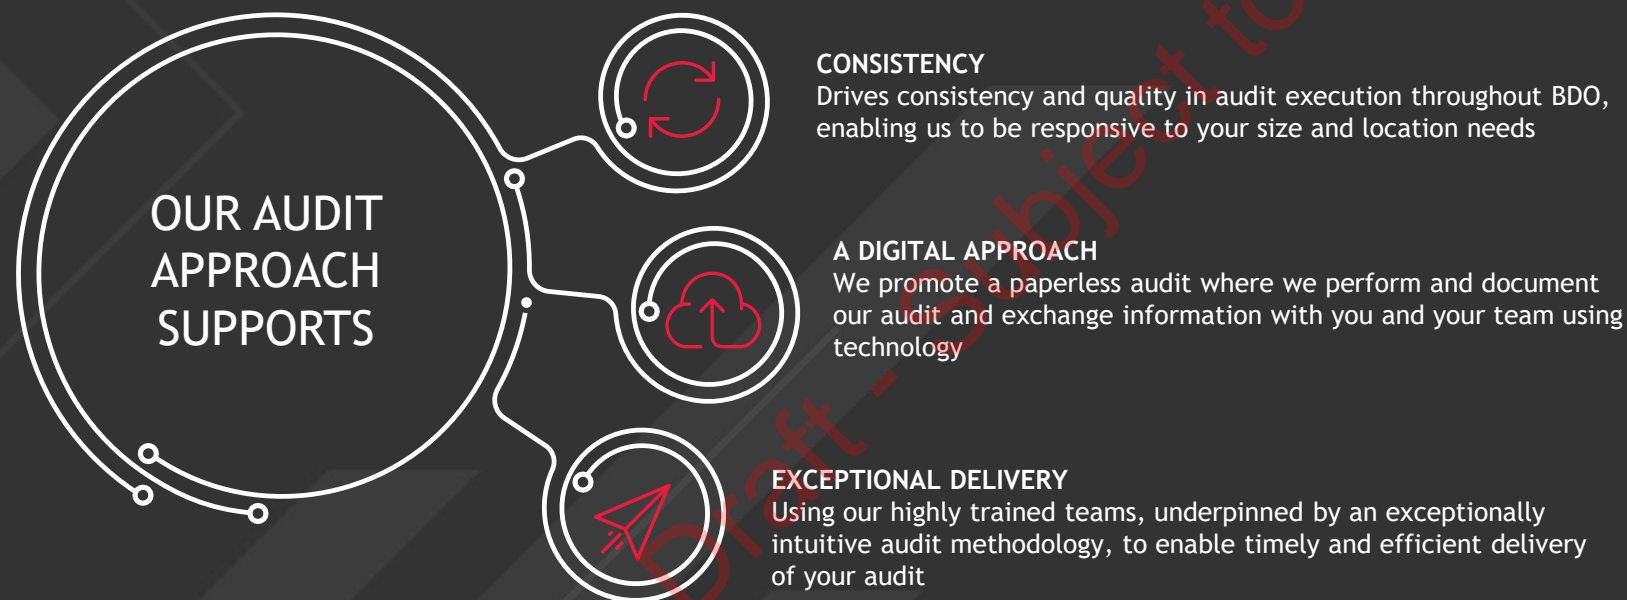 OUR AUDIT
APPROACH
SUPPORTS
CONSISTENCY
Drives consistency and quality in audit execution throughout BDO,
enabling us to be responsive to your size and location needs
A DIGITAL APPROACH
We promote a paperless audit where we perform and document
our audit and exchange information with you and your team using
technology
EXCEPTIONAL DELIVERY
Using our highly trained teams, underpinned by an exceptionally
intuitive audit methodology, to enable timely and efficient delivery
of your audit
Draft - Subject to